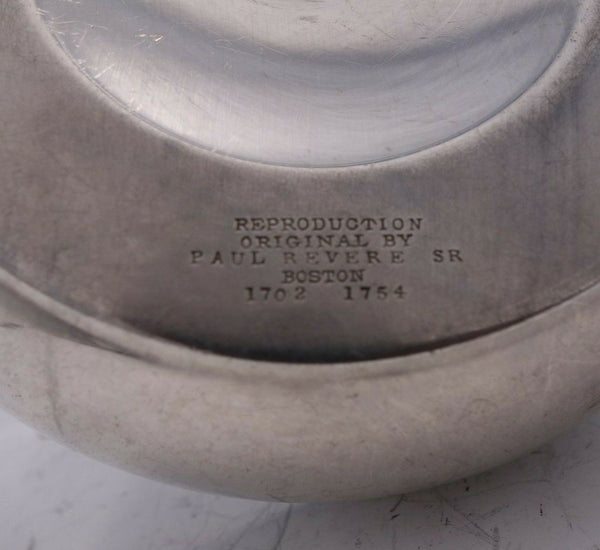 REPRODUCTION
ORIGINAL BY
PAUL REVERE SR
BOSTON
1702 1754